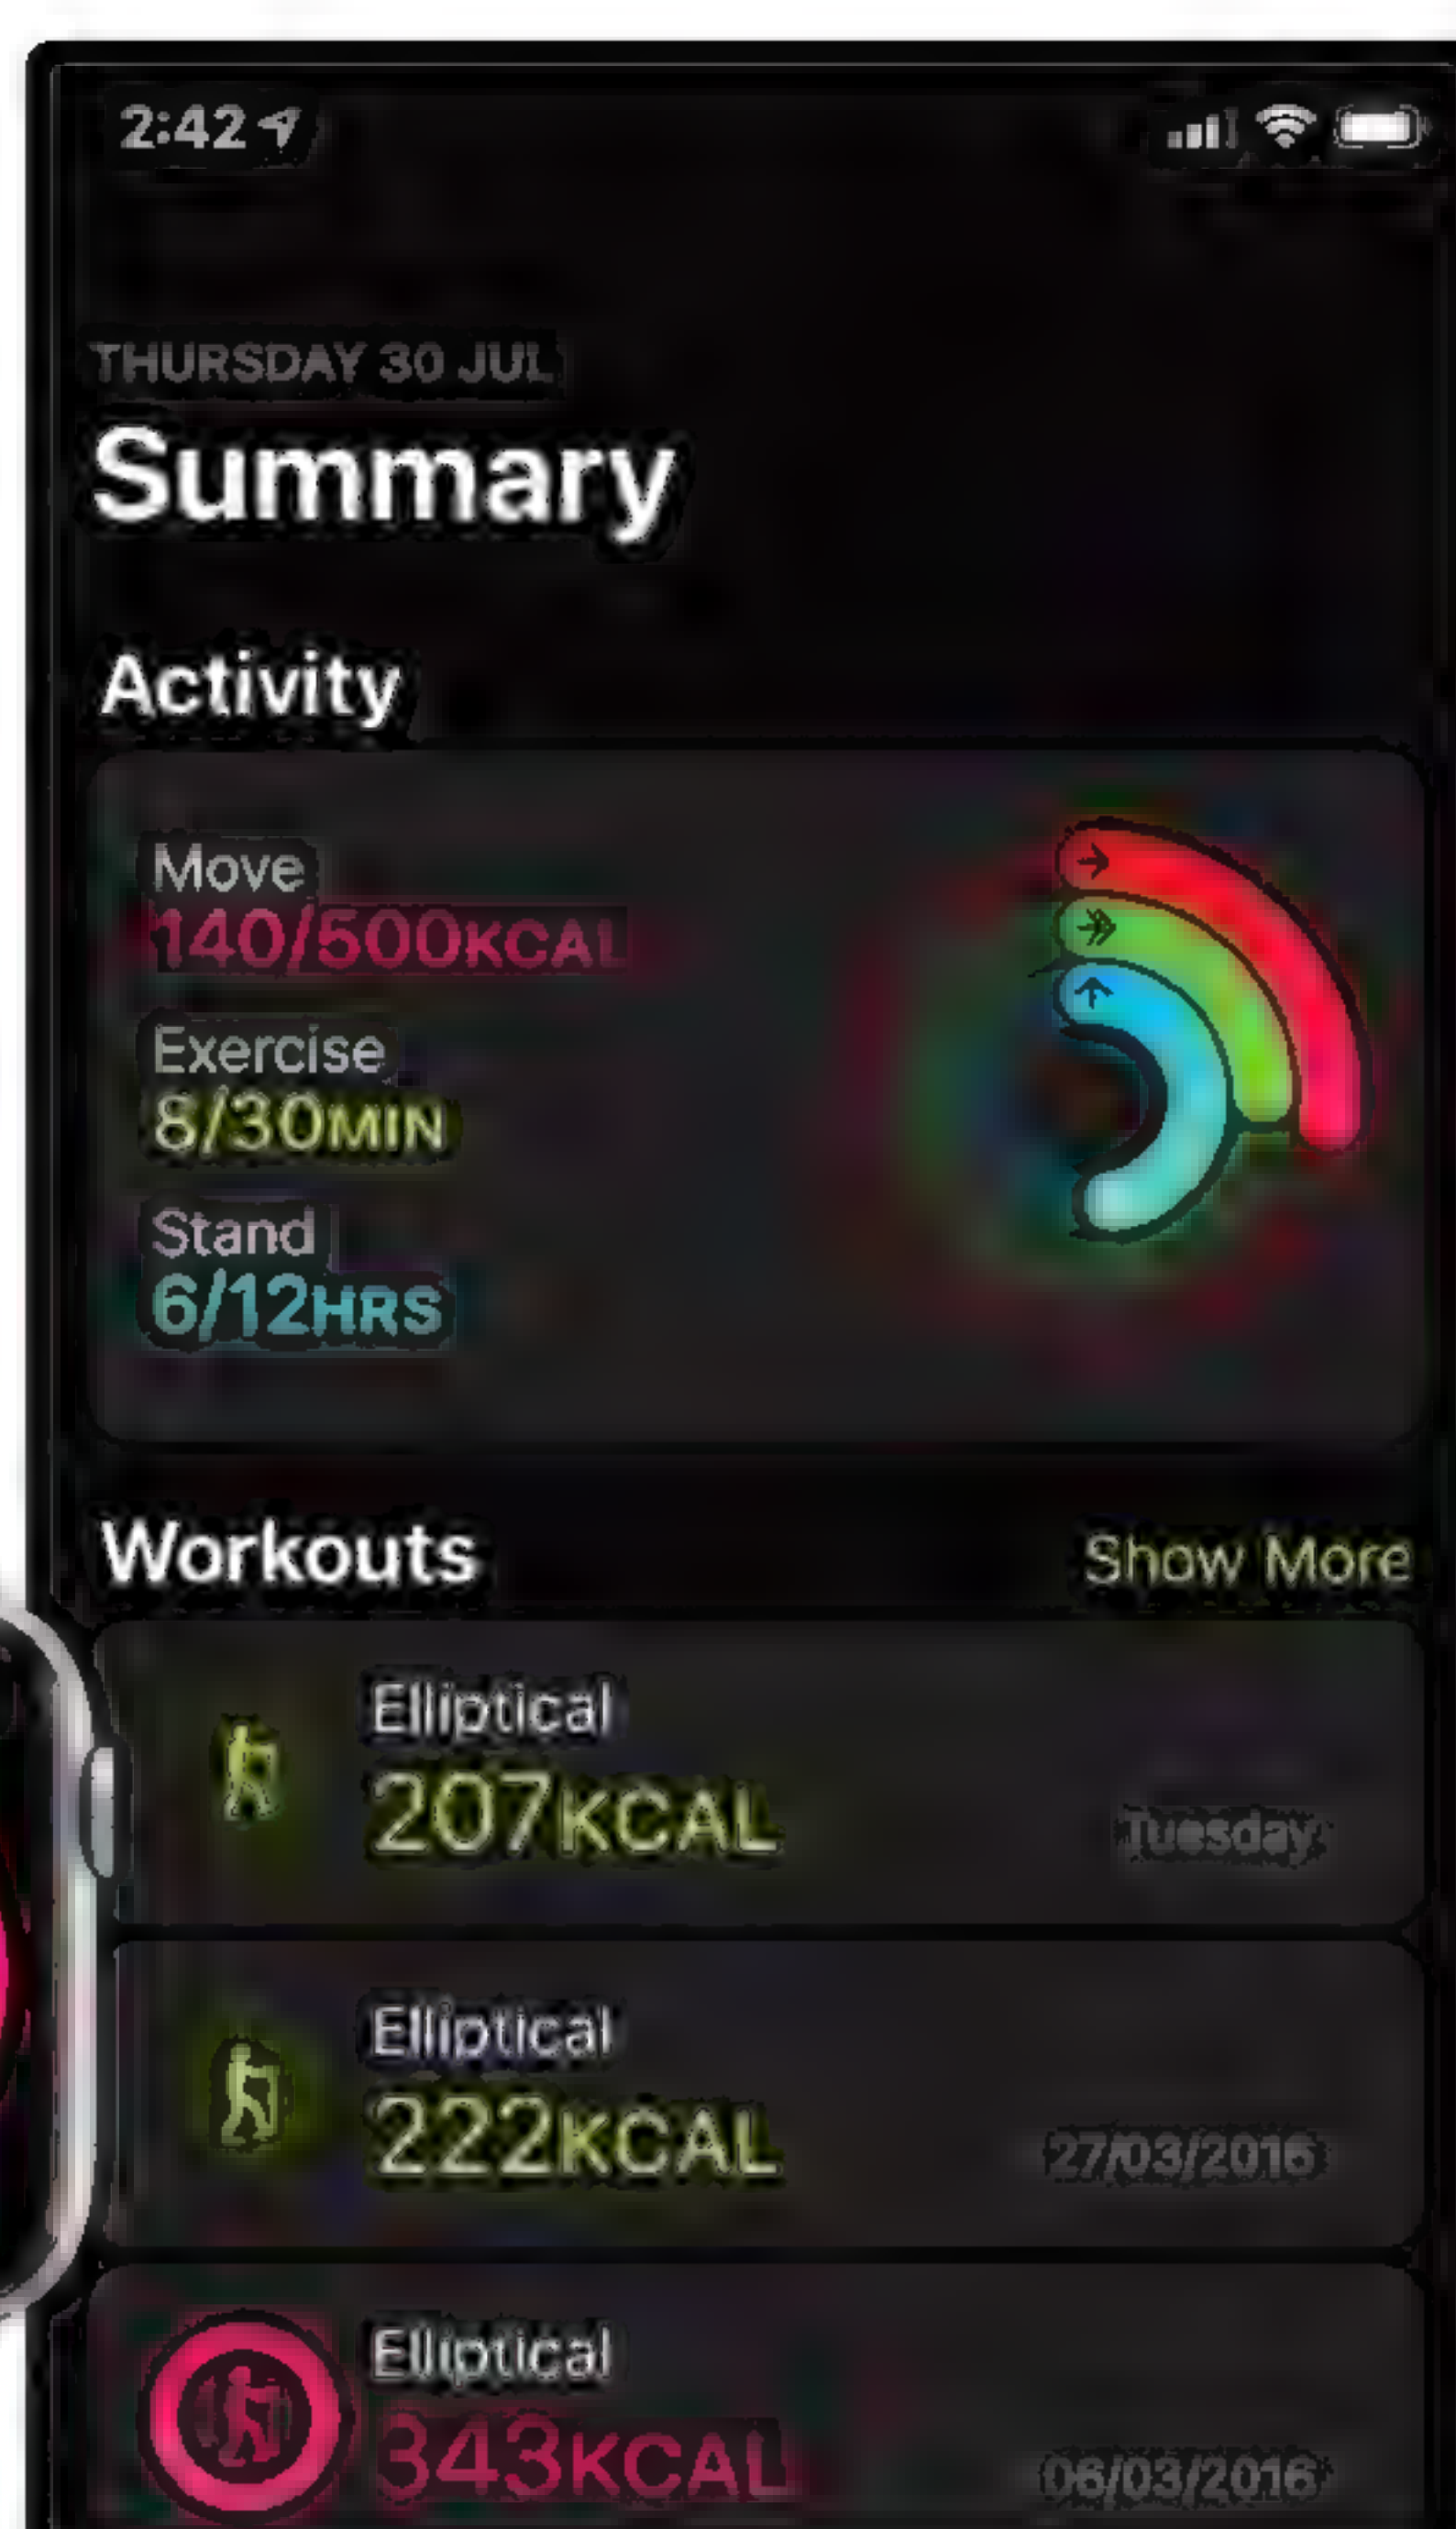 2:42
THURSDAY 30 JUL
Summary
Activity
Move
140/500KCAL
Exercise
8/30MIN
Stand
6/12HRS
Workouts
Show More
Elliptical
207KCAL
Tuesday
Elliptical
222KCAL
27/03/2016
Elliptical
343KCAL
06/03/2016